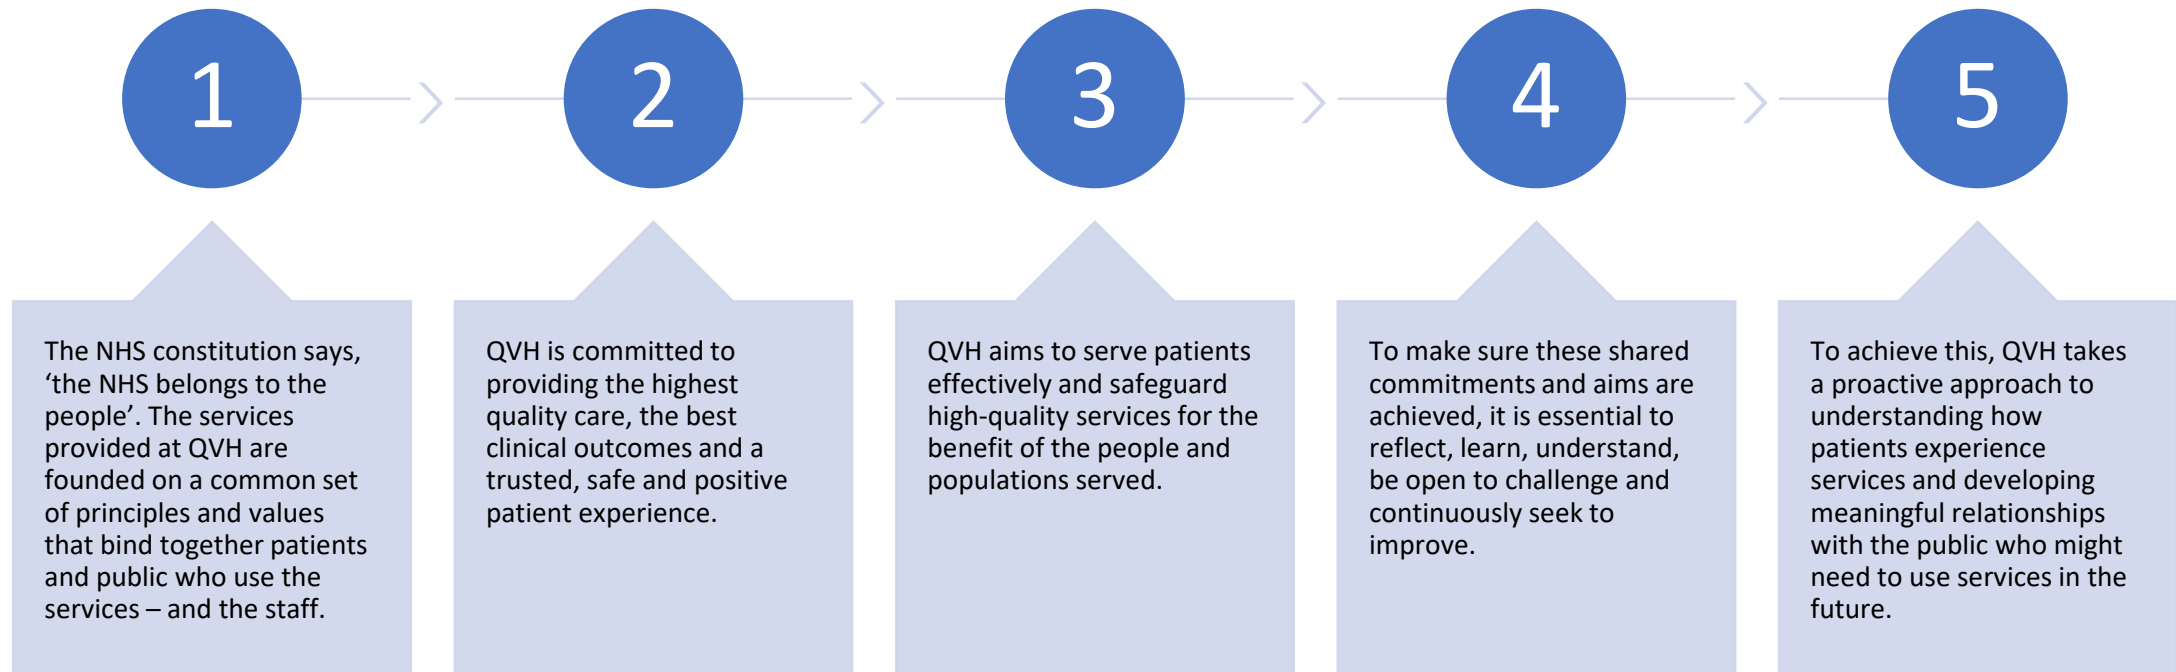 1
2
3
4
5
The NHS constitution says,
‘the NHS belongs to the
people’. The services
provided at QVH are
founded on a common set
of principles and values
that bind together patients
and public who use the
services – and the staff.
QVH is committed to
providing the highest
quality care, the best
clinical outcomes and a
trusted, safe and positive
patient experience.
QVH aims to serve patients
effectively and safeguard
high-quality services for the
benefit of the people and
populations served.
To make sure these shared
commitments and aims are
achieved, it is essential to
reflect, learn, understand,
be open to challenge and
continuously seek to
improve.
To achieve this, QVH takes
a proactive approach to
understanding how
patients experience
services and developing
meaningful relationships
with the public who might
need to use services in the
future.